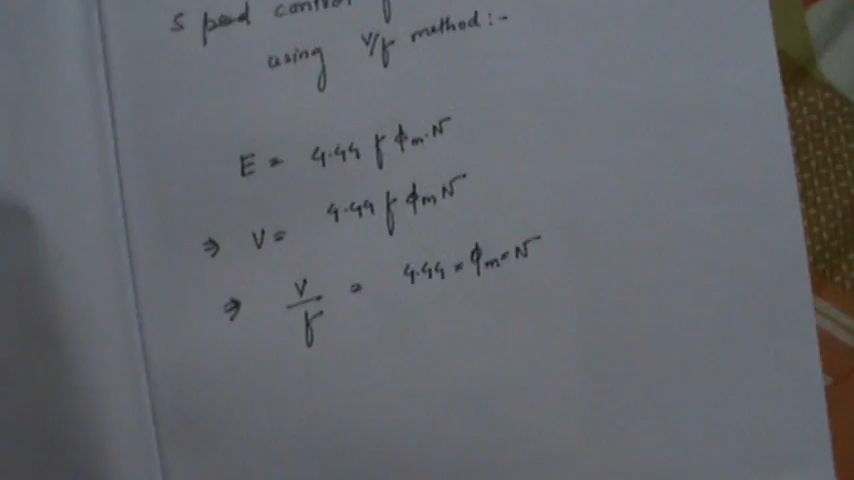 Speed control
using V/f method:-
E = 4.44 f ϕm.N
⇒ V = 4.44 f ϕm N
⇒ V/f = 4.44 × ϕm × N